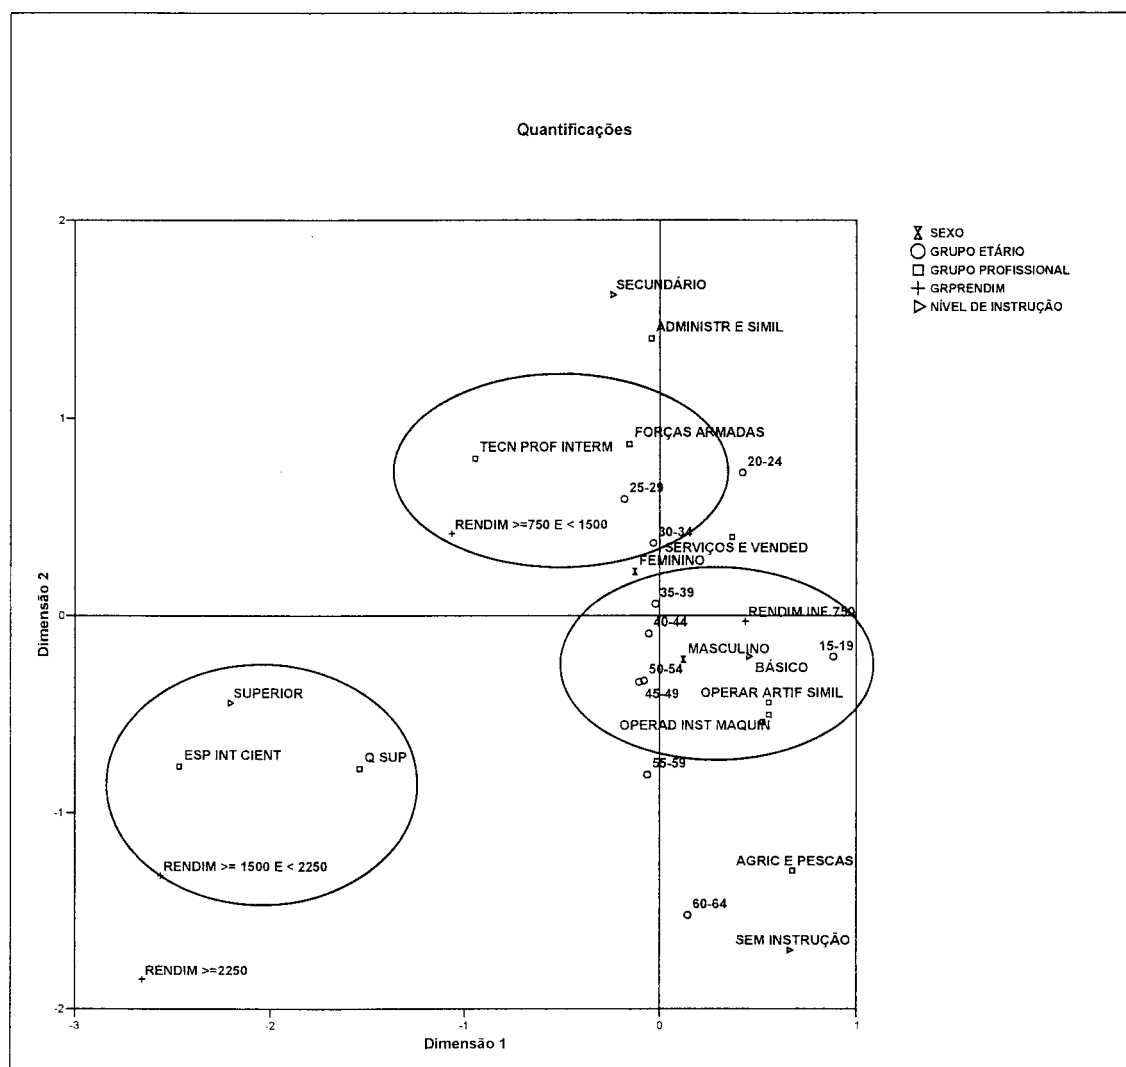 Quantificações
2
1
0
-1
-2
-3
-2
-1
0
1
Dimensão 2
Dimensão 1
SEXO
GRUPO ETÁRIO
GRUPO PROFISSIONAL
GRPRENDIM
NÍVEL DE INSTRUÇÃO
SECUNDÁRIO
ADMINISTR E SIMIL
FORÇAS ARMADAS
TECN PROF INTERM
20-24
25-29
RENDIM >=750 E < 1500
30-34
SERVIÇOS E VENDED
FEMININO
35-39
RENDIM INF 750
40-44
MASCULINO
15-19
50-54
BÁSICO
45-49
OPERAR ARTIF SIMIL
OPERAD INST MAQUIN
SUPERIOR
ESP INT CIENT
Q SUP
55-59
RENDIM >= 1500 E < 2250
AGRIC E PESCAS
60-64
SEM INSTRUÇÃO
RENDIM >=2250